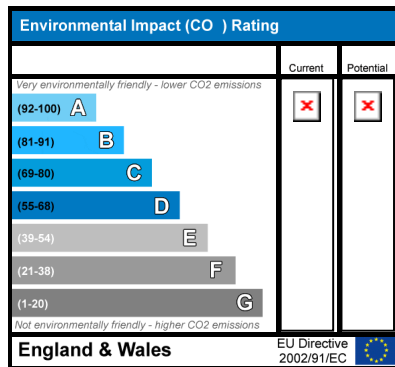 Environmental Impact (CO  ) Rating
Current
Potential
Very environmentally friendly - lower CO2 emissions
(92-100) A
(81-91) B
(69-80) C
(55-68) D
(39-54) E
(21-38) F
(1-20) G
Not environmentally friendly - higher CO2 emissions
England & Wales
EU Directive
2002/91/EC